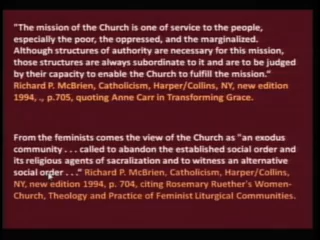 "The mission of the Church is one of service to the people,
especially the poor, the oppressed, and the marginalized.
Although structures of authority are necessary for this mission,
those structures are always subordinate to it and are to be judged
by their capacity to enable the Church to fulfill the mission."
Richard P. McBrien, Catholicism, Harper/Collins, NY, new edition
1994, ., p.705, quoting Anne Carr in Transforming Grace.
From the feminists comes the view of the Church as "an exodus
community . . . called to abandon the established social order and
its religious agents of sacralization and to witness an alternative
social order . . ." Richard P. McBrien, Catholicism, Harper/Collins,
NY, new edition 1994, p. 704, citing Rosemary Ruether's Women-
Church, Theology and Practice of Feminist Liturgical Communities.